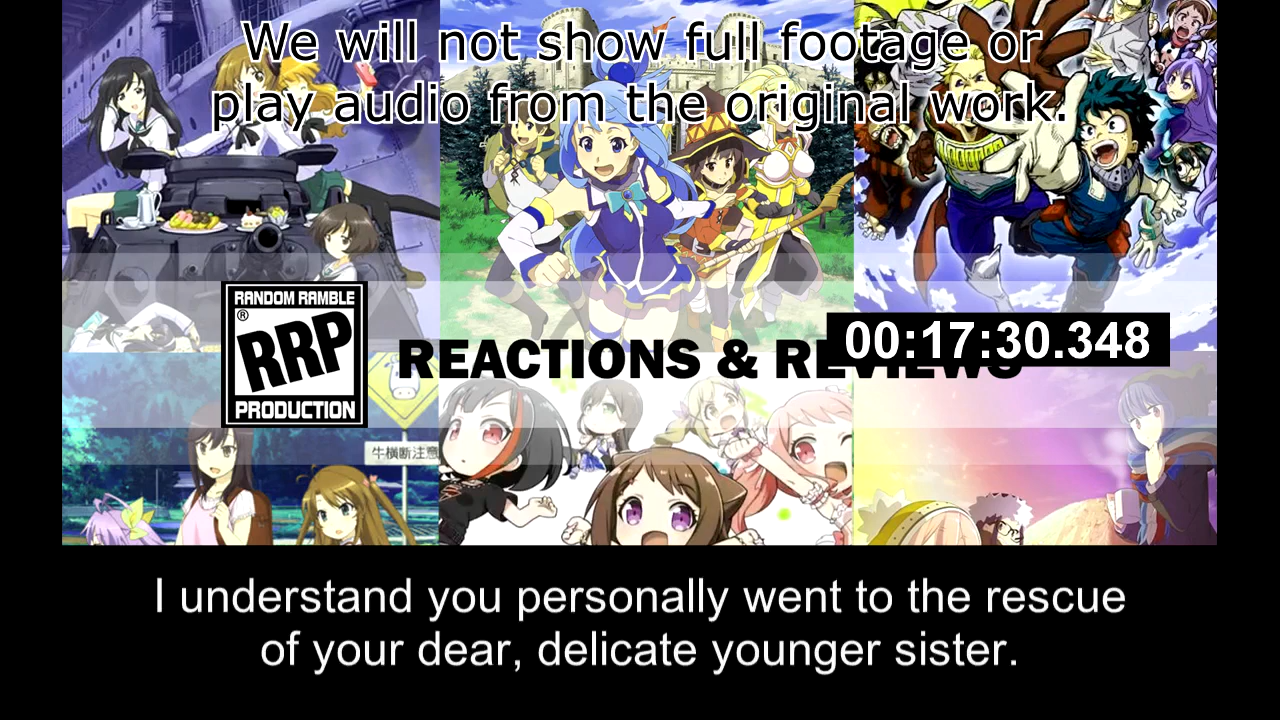 We will not show full footage or
play audio from the original work.
RANDOM RAMBLE
®
RRP
PRODUCTION
REACTIONS & REVIEWS
00:17:30.348
牛横断注意
I understand you personally went to the rescue
of your dear, delicate younger sister.